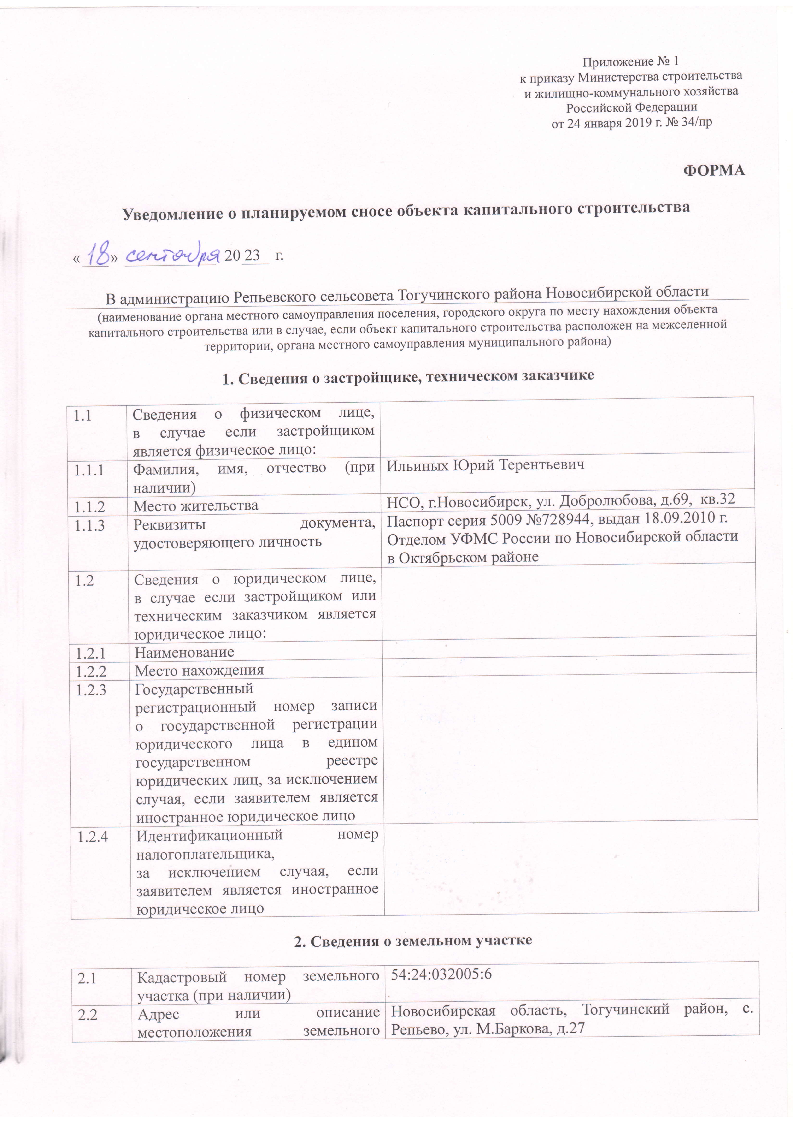 Приложение № 1
к приказу Министерства строительства
и жилищно-коммунального хозяйства
Российской Федерации
от 24 января 2019 г. № 34/пр
ФОРМА
Уведомление о планируемом сносе объекта капитального строительства
« 18 » сентября 20 23 г.
В администрацию Репьевского сельсовета Тогучинского района Новосибирской области
(наименование органа местного самоуправления поселения, городского округа по месту нахождения объекта
капитального строительства или в случае, если объект капитального строительства расположен на межселенной
территории, органа местного самоуправления муниципального района)
1. Сведения о застройщике, техническом заказчике
1.1 Сведения о физическом лице,
в случае если застройщиком
является физическое лицо:
1.1.1 Фамилия, имя, отчество (при Ильиных Юрий Терентьевич
наличии)
1.1.2 Место жительства НСО, г.Новосибирск, ул. Добролюбова, д.69, кв.32
1.1.3 Реквизиты документа, Паспорт серия 5009 №728944, выдан 18.09.2010 г.
удостоверяющего личность Отделом УФМС России по Новосибирской области
в Октябрьском районе
1.2 Сведения о юридическом лице,
в случае если застройщиком или
техническим заказчиком является
юридическое лицо:
1.2.1 Наименование
1.2.2 Место нахождения
1.2.3 Государственный
регистрационный номер записи
о государственной регистрации
юридического лица в едином
государственном реестре
юридических лиц, за исключением
случая, если заявителем является
иностранное юридическое лицо
1.2.4 Идентификационный номер
налогоплательщика,
за исключением случая, если
заявителем является иностранное
юридическое лицо
2. Сведения о земельном участке
2.1 Кадастровый номер земельного 54:24:032005:6
участка (при наличии)
2.2 Адрес или описание Новосибирская область, Тогучинский район, с.
местоположения земельного Репьево, ул. М.Баркова, д.27